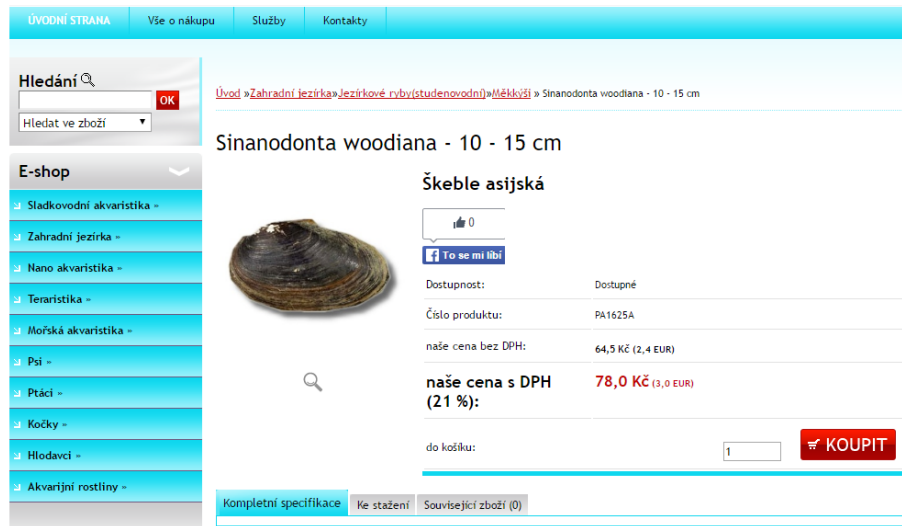 ÚVODNÍ STRANA Vše o nákupu Služby Kontakty
Hledání
OK
Hledat ve zboží
E-shop
Sladkovodní akvaristika »
Zahradní jezírka »
Nano akvaristika »
Teraristika »
Mořská akvaristika »
Psi »
Ptáci »
Kočky »
Hlodavci »
Akvarijní rostliny »
Úvod »Zahradní jezírka»Jezírkové ryby(studenovodní)»Měkkýši » Sinanodonta woodiana - 10 - 15 cm
Sinanodonta woodiana - 10 - 15 cm
Škeble asijská
0
To se mi líbí
Dostupnost: Dostupné
Číslo produktu: PA1625A
naše cena bez DPH: 64,5 Kč (2,4 EUR)
naše cena s DPH 78,0 Kč (3,0 EUR)
(21 %):
do košíku: 1 KOUPIT
Kompletní specifikace Ke stažení Související zboží (0)